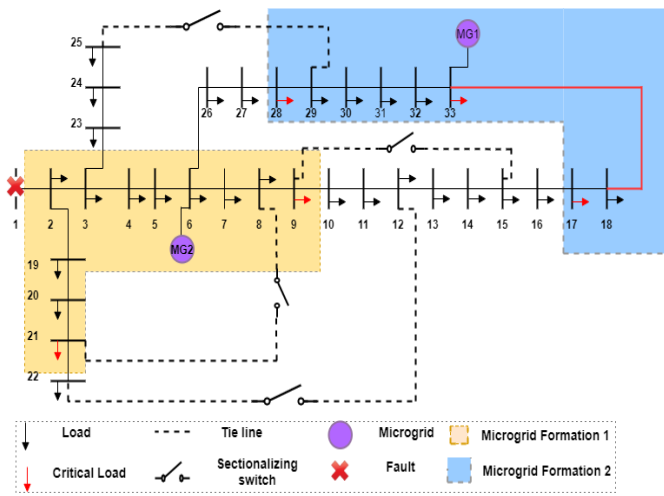 25
MG1
24
26 27 28 29 30 31 32 33
23
1 2 3 4 5 6 7 8 9 10 11 12 13 14 15 16 17 18
MG2
19
20
21
22
Load Tie line Microgrid Microgrid Formation 1
Critical Load Sectionalizing switch Fault Microgrid Formation 2